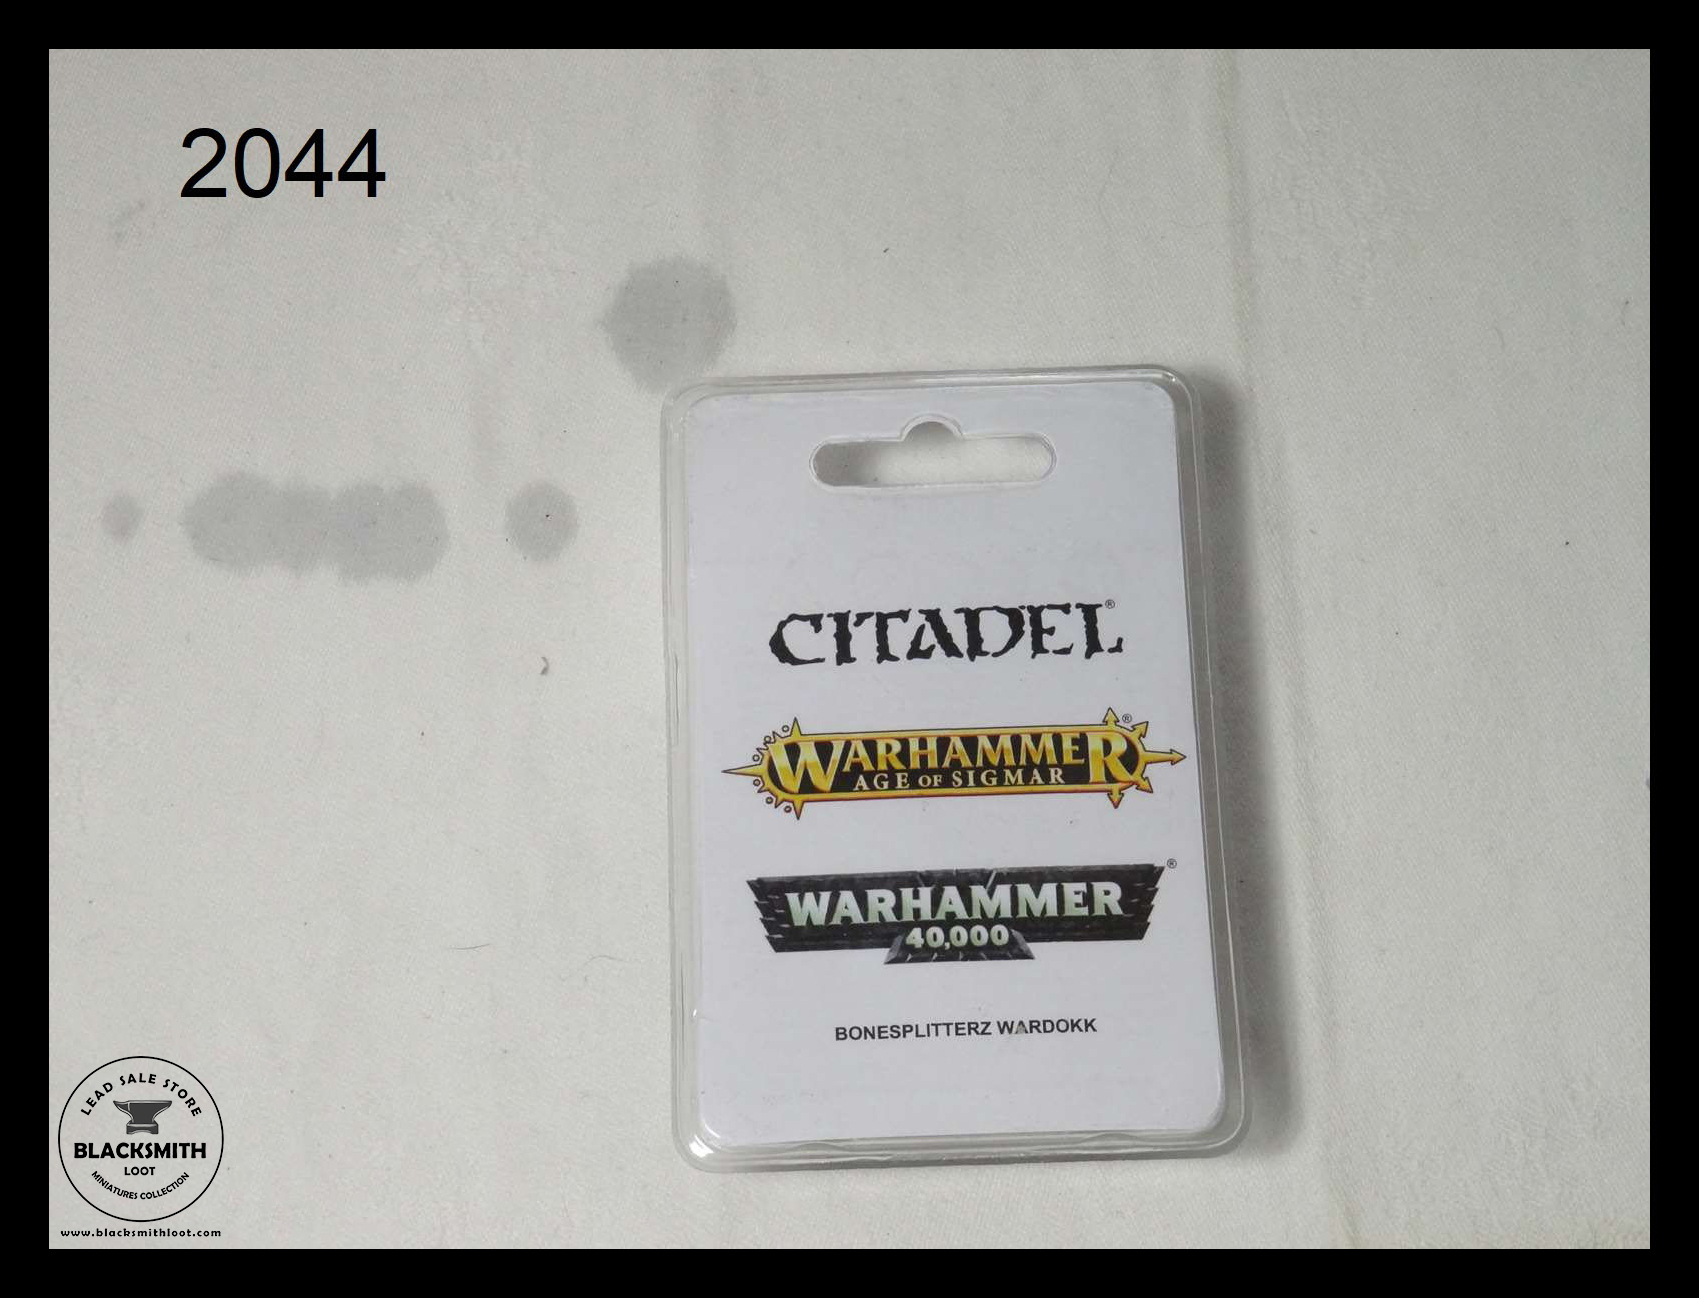 2044
CITADEL®
WARHAMMER®
AGE OF SIGMAR
WARHAMMER®
40,000
BONESPLITTERZ WARDOKK
LEAD SALE STORE
BLACKSMITH
LOOT
MINIATURES COLLECTION
www.blacksmithloot.com